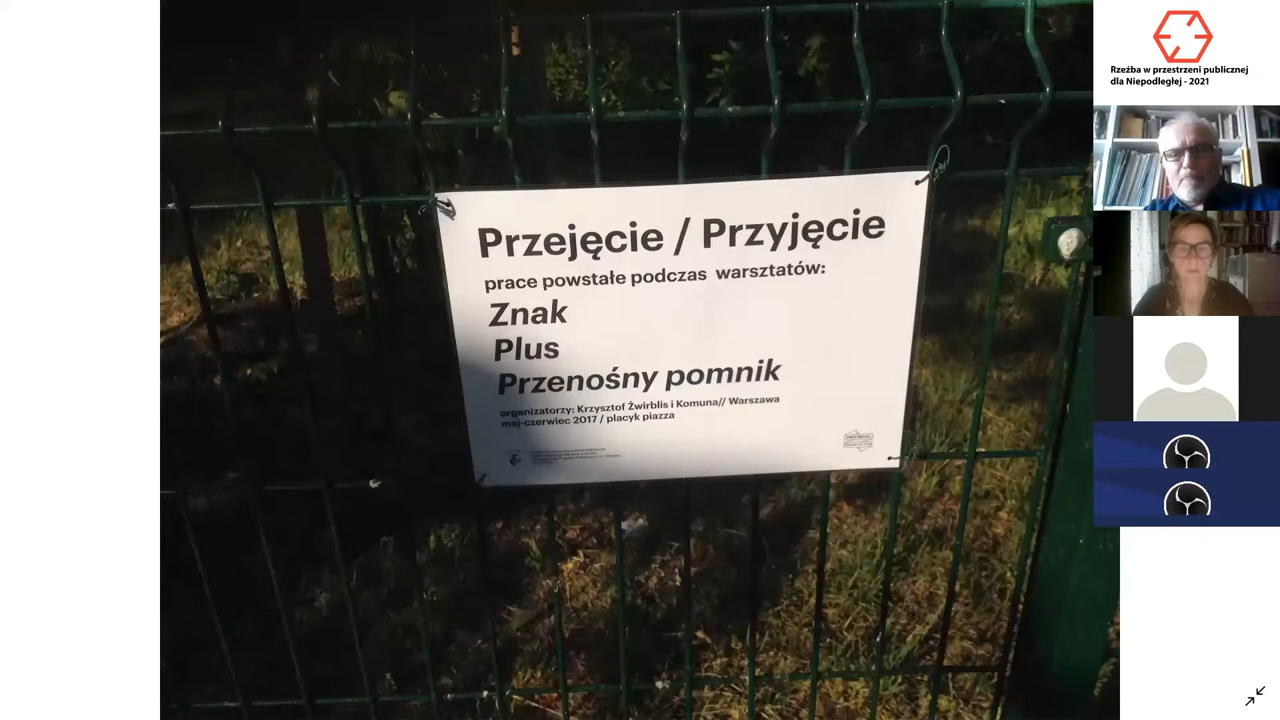 Przejęcie / Przyjęcie
prace powstałe podczas warsztatów:
Znak
Plus
Przenośny pomnik
organizatorzy: Krzysztof Żwirblis i Komuna// Warszawa
maj-czerwiec 2017 / placyk piazza
Rzeźba w przestrzeni publicznej
dla Niepodległej - 2021